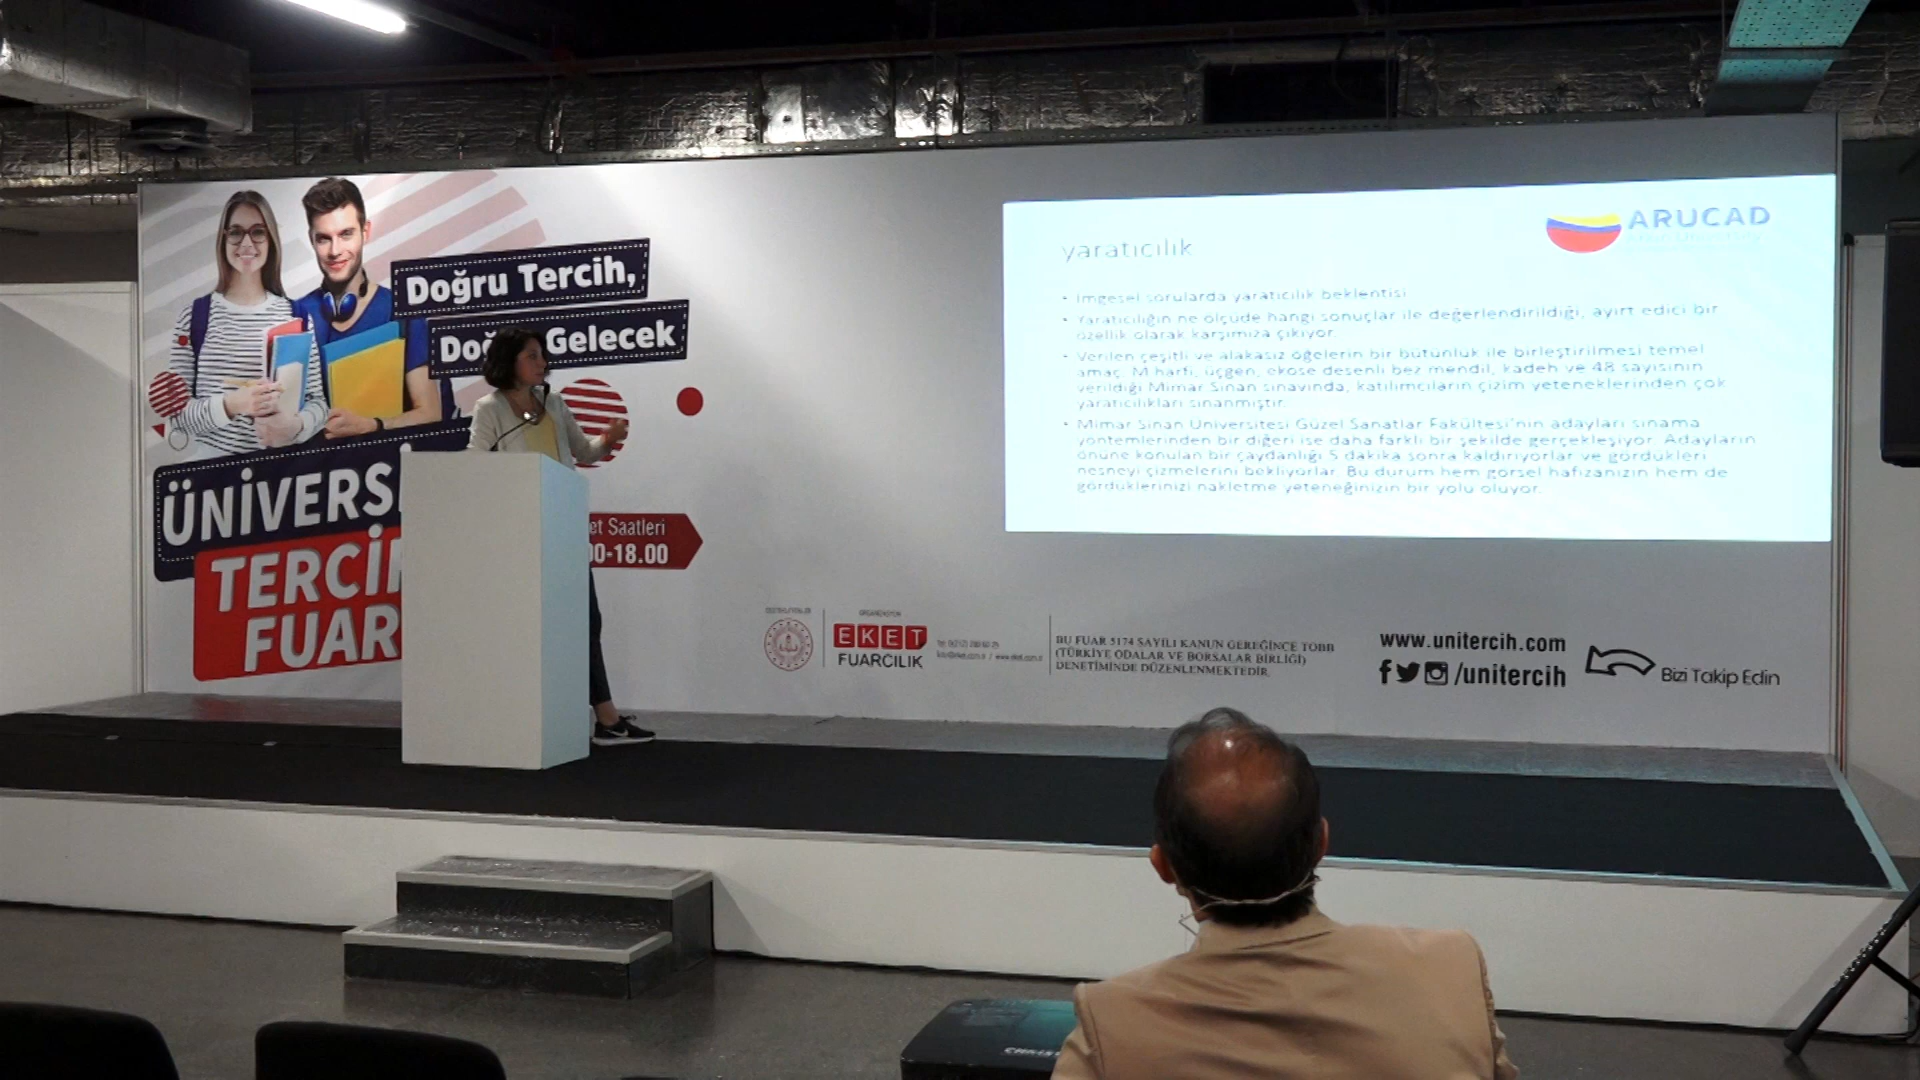 Doğru Tercih,
Doğ Gelecek
ÜNİVERSİ
TERCİH
FUAR
et Saatleri
00-18.00
ARUCAD
yaratıcılık
• İmgesel sorularda yaratıcılık beklentisi
• Yaratıcılığın ne ölçüde hangi sonuçlar ile değerlendirildiği, ayırt edici bir
özellik olarak karşımıza çıkıyor.
• Verilen çeşitli ve alakasız öğelerin bir bütünlük ile birleştirilmesi temel
amaç. M harfi, üçgen, ekose desenli bez mendil, kadeh ve 48 sayısının
verildiği Mimar Sinan sınavında, katılımcıların çizim yeteneklerinden çok
yaratıcılıkları sınanmıştır.
• Mimar Sinan Üniversitesi Güzel Sanatlar Fakültesi'nin adayları sınama
yöntemlerinden bir diğeri ise daha farklı bir şekilde gerçekleşiyor. Adayların
önüne konulan bir çaydanlığı 5 dakika sonra kaldırıyorlar ve gördükleri
nesneyi çizmelerini bekliyorlar. Bu durum hem görsel hafızanızın hem de
gördüklerinizi nakletme yeteneğinizin bir yolu oluyor.
ORGANİZASYON
EKET
FUARCILIK
BU FUAR 5174 SAYILI KANUN GEREĞİNCE TOBB
(TÜRKİYE ODALAR VE BORSALAR BİRLİĞİ)
DENETİMİNDE DÜZENLENMEKTEDİR.
www.unitercih.com
/unitercih
Bizi Takip Edin